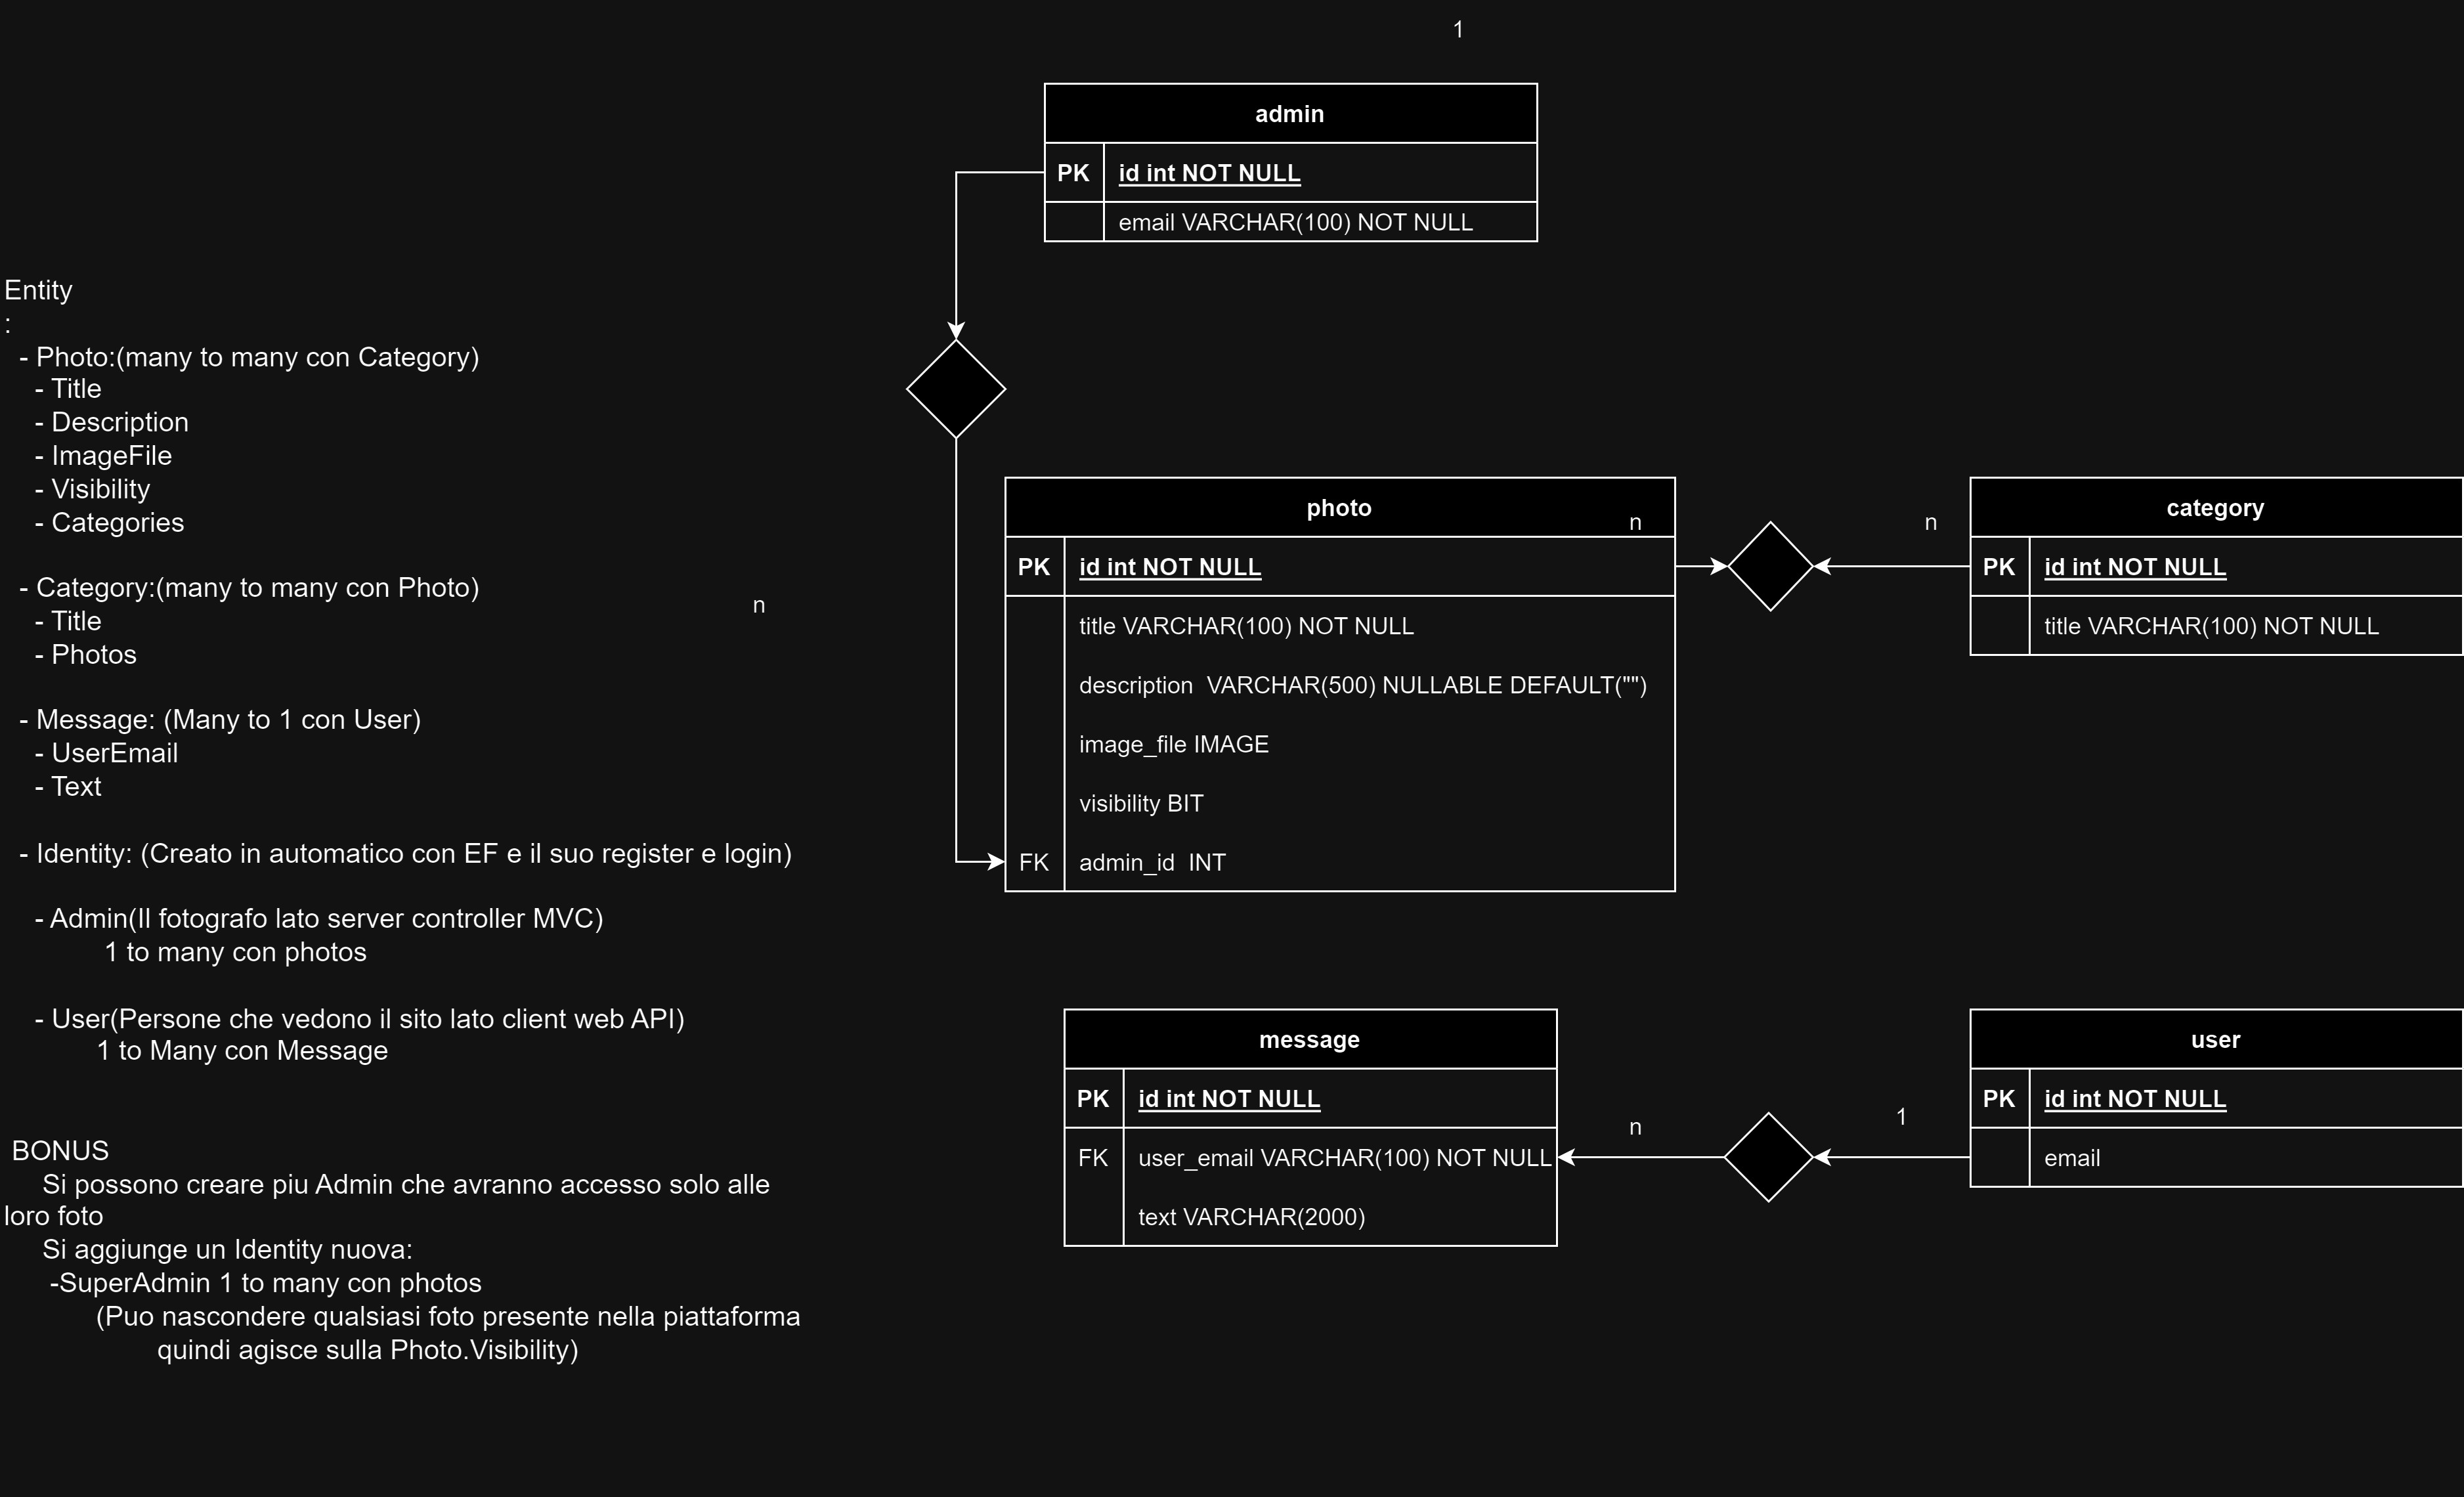 1
admin
PK id int NOT NULL
email VARCHAR(100) NOT NULL
Entity
:
- Photo:(many to many con Category)
- Title
- Description
- ImageFile
- Visibility
- Categories
- Category:(many to many con Photo)
- Title
- Photos
- Message: (Many to 1 con User)
- UserEmail
- Text
- Identity: (Creato in automatico con EF e il suo register e login)
- Admin(Il fotografo lato server controller MVC)
1 to many con photos
- User(Persone che vedono il sito lato client web API)
1 to Many con Message
BONUS
Si possono creare piu Admin che avranno accesso solo alle
loro foto
Si aggiunge un Identity nuova:
-SuperAdmin 1 to many con photos
(Puo nascondere qualsiasi foto presente nella piattaforma
quindi agisce sulla Photo.Visibility)
n
photo
n
PK id int NOT NULL
title VARCHAR(100) NOT NULL
description VARCHAR(500) NULLABLE DEFAULT("")
image_file IMAGE
visibility BIT
FK admin_id INT
n
category
PK id int NOT NULL
title VARCHAR(100) NOT NULL
message
PK id int NOT NULL
FK user_email VARCHAR(100) NOT NULL
text VARCHAR(2000)
n
1
user
PK id int NOT NULL
email